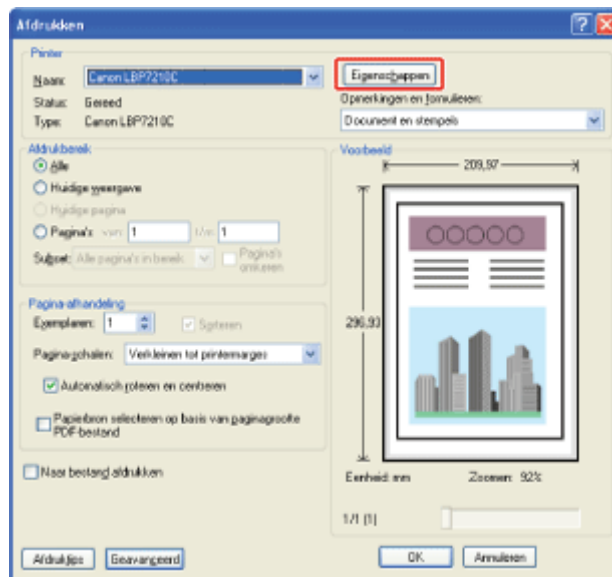 Afdrukken
Printer
Naam: Canon LBP7210C
Eigenschappen
Status: Gereed
Opmerkingen en formulieren:
Type: Canon LBP7210C
Document en stempels
Afdrukbereik
Alle
Huidige weergave
Huidige pagina
Pagina's van: 1 t/m 1
Subset: Alle pagina's in bereik
Pagina's omkeren
Voorbeeld
209,97
296,93
Pagina-afhandeling
Exemplaren: 1 Sorteren
Pagina-schalen: Verkleinen tot printermarges
Automatisch roteren en centreren
Papierbron selecteren op basis van paginagrootte
PDF-bestand
Naar bestand afdrukken
Eenheid: mm Zoomen: 92%
1/1 (1)
Afdruktips Geavanceerd OK Annuleren